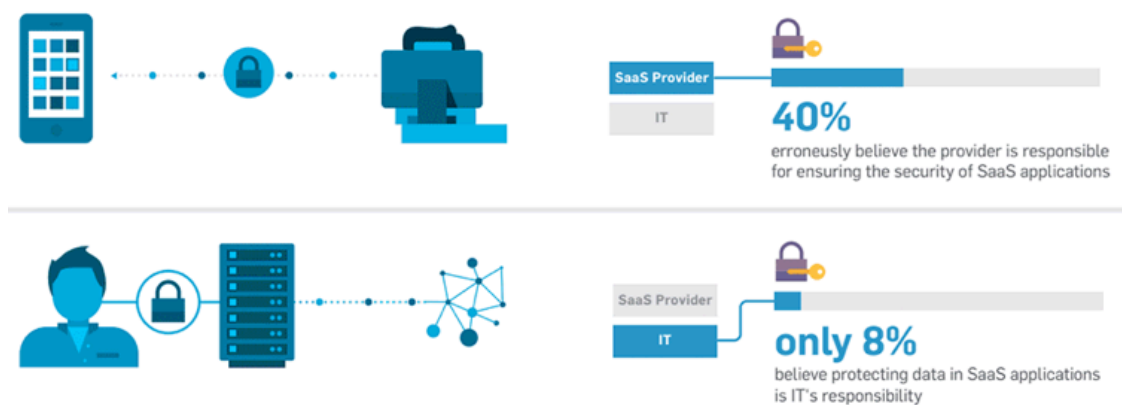 SaaS Provider
IT
40%
erroneusly believe the provider is responsible
for ensuring the security of SaaS applications
SaaS Provider
IT
only 8%
believe protecting data in SaaS applications
is IT's responsibility